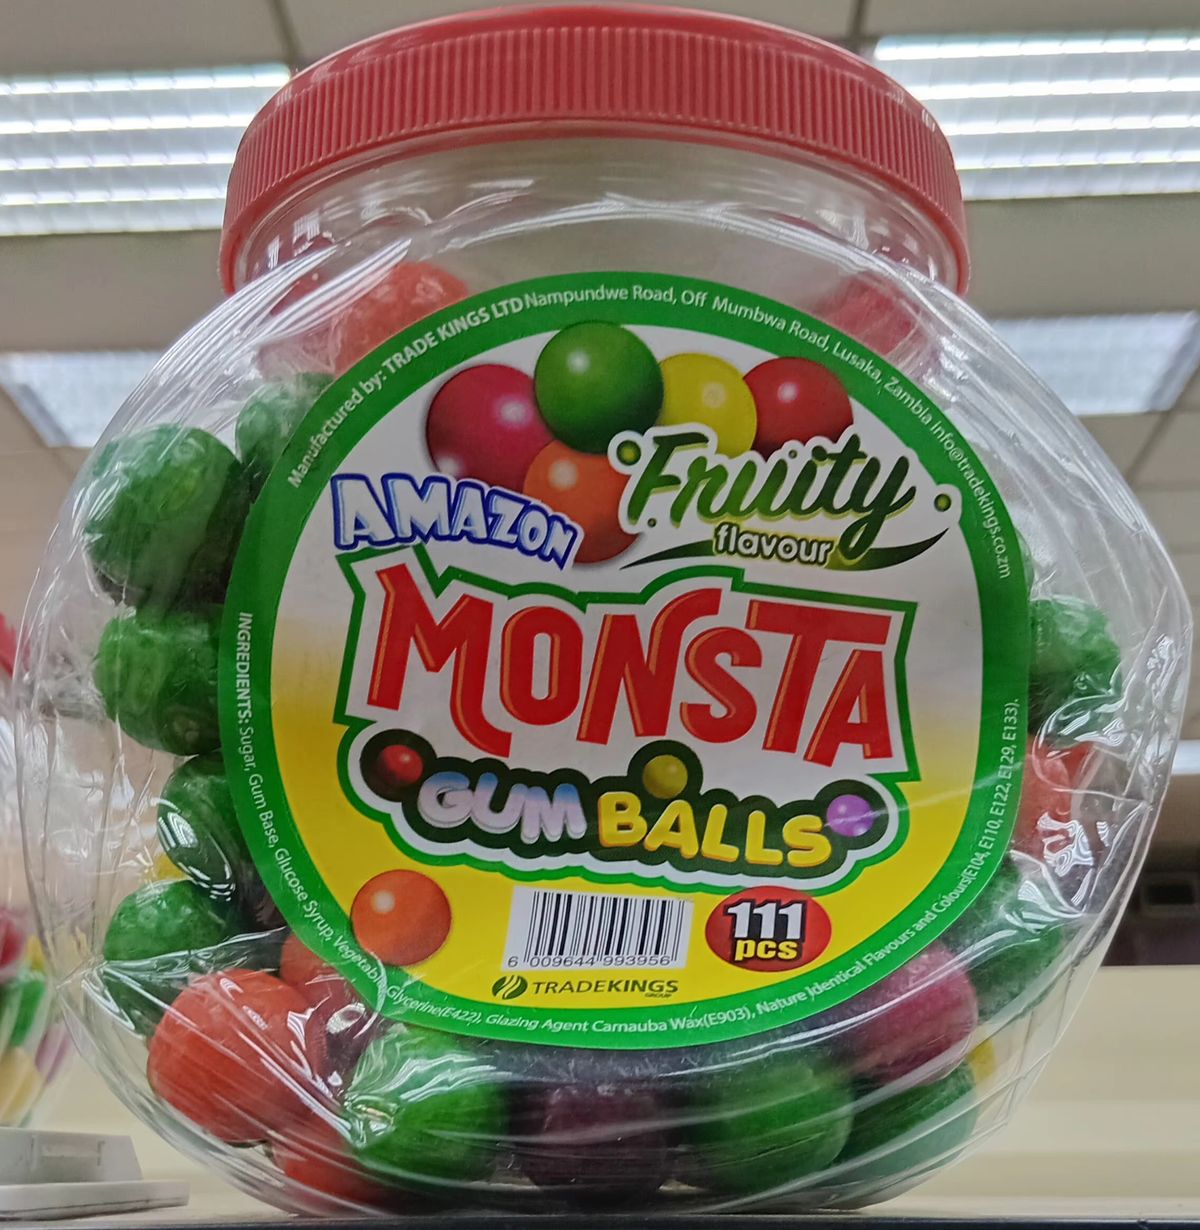 Manufactured by: TRADE KINGS LTD Nampundwe Road, Off Mumbwa Road, Lusaka, Zambia Info@tradekings.co.zm
AMAZON
Fruuity
flavour
MONSTA
GUM BALLS
111
pcs
6 009644 993956
TRADEKINGS
GROUP
INGREDIENTS: Sugar, Gum Base, Glucose Syrup, Vegetable Glycerine(E422), Glazing Agent Carnauba Wax(E903), Nature Identical Flavours and Colours(E104, E110, E122, E129, E133).